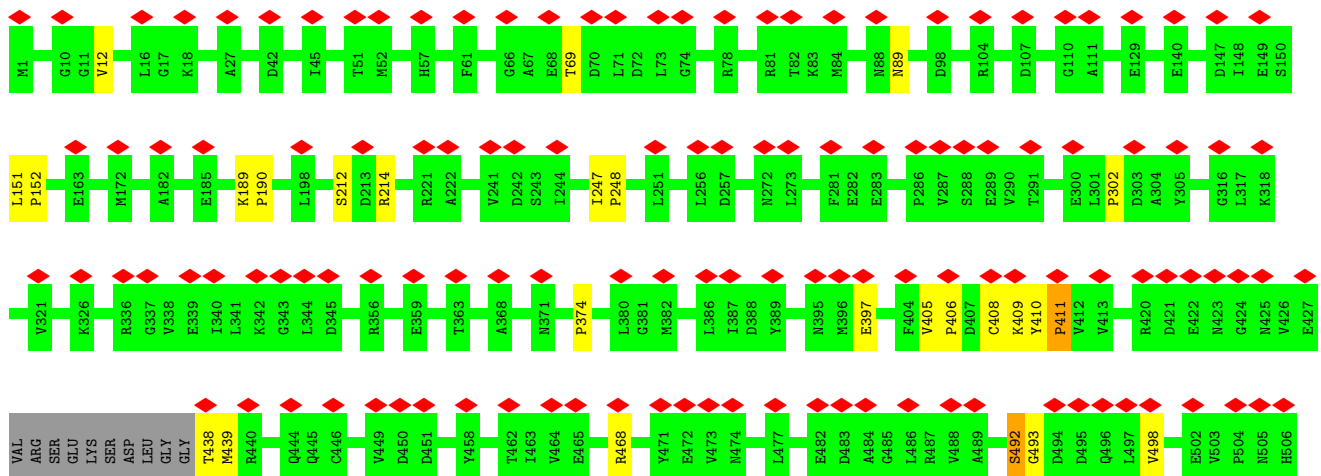 M1 G10 G11 V12 L16 G17 K18 A27 D42 I45 T51 M52 H57 F61 G66 A67 E68 T69 D70 L71 D72 L73 G74 R78 R81 T82 K83 M84 N88 N89 D98 R104 D107 G110 A111 E129 E140 D147 I148 E149 S150
L151 P152 E163 M172 A182 E185 K189 P190 L198 S212 D213 R214 R221 A222 V241 D242 S243 I244 I247 P248 L251 L256 D257 N272 L273 F281 E282 E283 P286 V287 S288 E289 V290 T291 E300 L301 P302 D303 A304 Y305 G316 L317 K318
V321 K326 R336 G337 V338 E339 T340 L341 K342 G343 L344 D345 R356 E359 T363 A368 N371 P374 L380 G381 M382 L386 I387 D388 Y389 N395 M396 E397 F404 V405 P406 D407 C408 K409 Y410 P411 V412 V413 R420 D421 E422 N423 G424 N425 V426 E427
VAL ARG SER GLU LYS SER ASP LEU GLY GLY T438 M439 R440 Q444 Q445 C446 V449 D450 D451 Y458 T462 I463 V464 E465 R468 Y471 E472 V473 N474 L477 E482 D483 A484 G485 L486 R487 V488 A489 S492 G493 D494 D495 Q496 L497 V498 E502 V503 P504 N505 H506